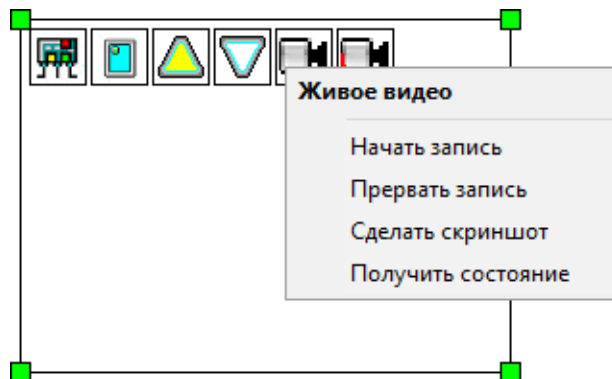 Живое видео
Начать запись
Прервать запись
Сделать скриншот
Получить состояние